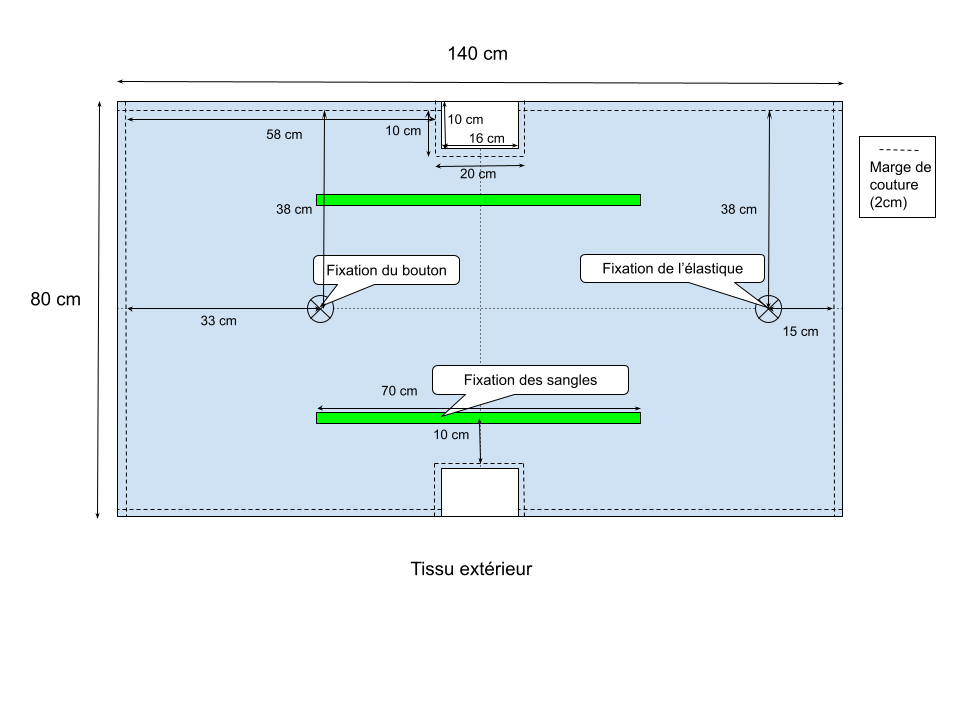 140 cm
10 cm
10 cm
58 cm
16 cm
Marge de
couture
(2cm)
20 cm
38 cm
38 cm
Fixation du bouton
Fixation de l'élastique
80 cm
33 cm
15 cm
Fixation des sangles
70 cm
10 cm
Tissu extérieur